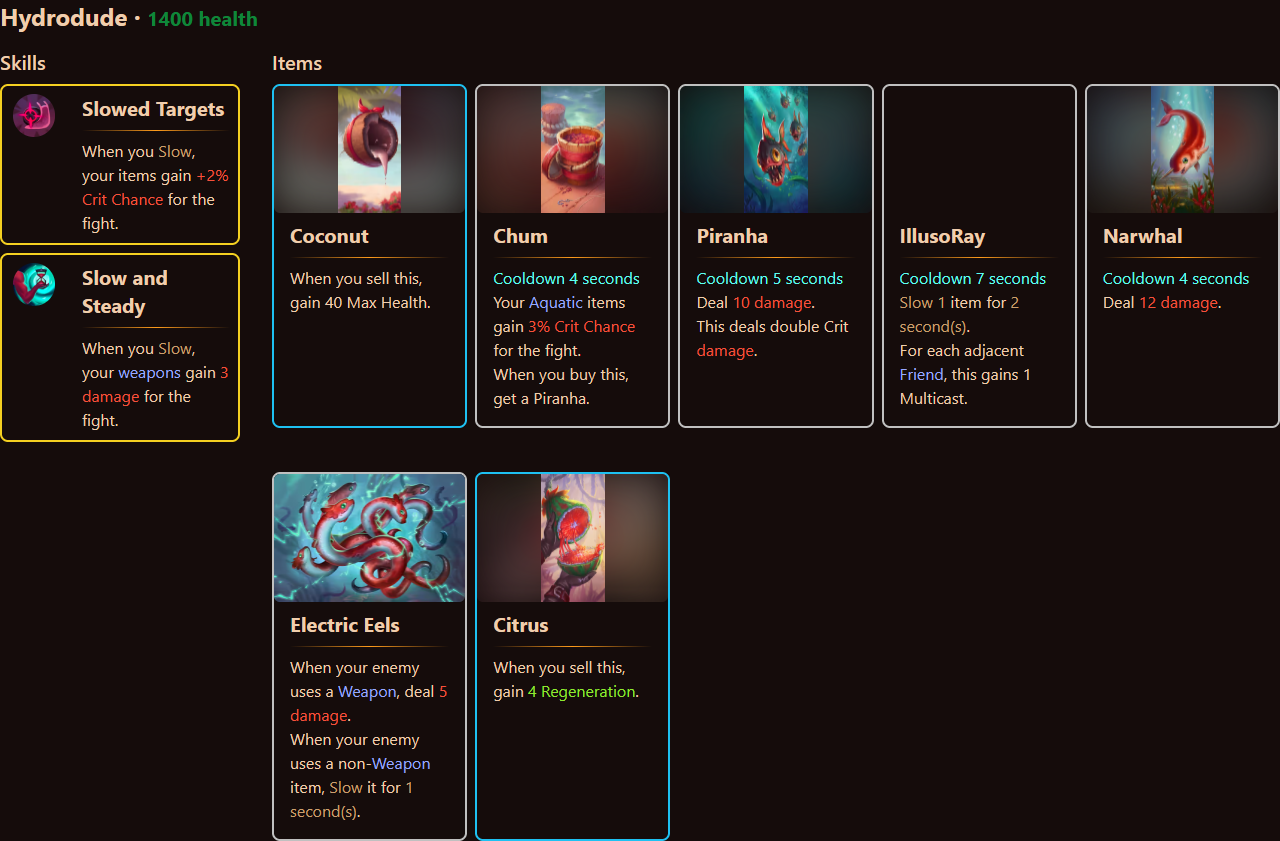 Hydrodude · 1400 health
Skills
Slowed Targets
When you Slow,
your items gain +2%
Crit Chance for the
fight.
Slow and
Steady
When you Slow,
your weapons gain 3
damage for the
fight.
Items
Coconut
When you sell this,
gain 40 Max Health.
Chum
Cooldown 4 seconds
Your Aquatic items
gain 3% Crit Chance
for the fight.
When you buy this,
get a Piranha.
Piranha
Cooldown 5 seconds
Deal 10 damage.
This deals double Crit
damage.
IllusoRay
Cooldown 7 seconds
Slow 1 item for 2
second(s).
For each adjacent
Friend, this gains 1
Multicast.
Narwhal
Cooldown 4 seconds
Deal 12 damage.
Electric Eels
When your enemy
uses a Weapon, deal 5
damage.
When your enemy
uses a non-Weapon
item, Slow it for 1
second(s).
Citrus
When you sell this,
gain 4 Regeneration.